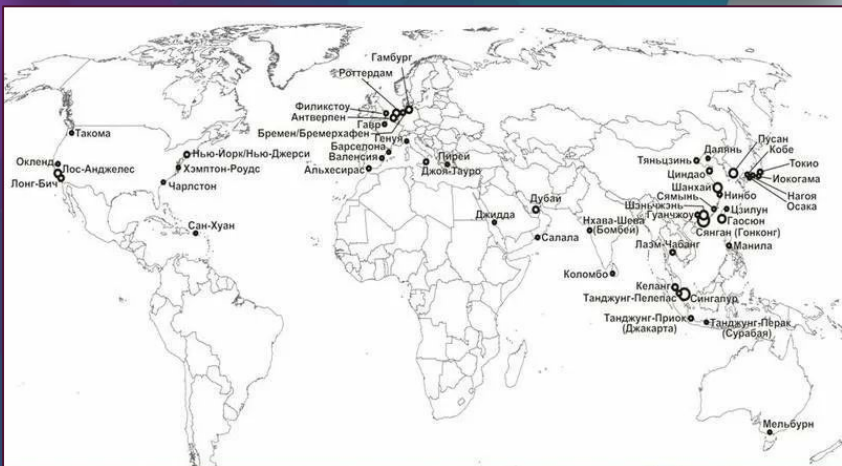 Гамбург
Роттердам
Филикстоу
Антверпен
Гавр
Бремен/Бремерхафен
Генуя
Барселона
Валенсия
Альхесирас
Пирей
Джоя-Тауро
Такома
Нью-Йорк/Нью-Джерси
Окленд
Лос-Анджелес
Хэмптон-Роудс
Лонг-Бич
Чарлстон
Сан-Хуан
Дубай
Джидда
Салала
Нхава-Шева
(Бомбей)
Коломбо
Далянь
Пусан
Кобе
Тяньцзинь
Токио
Циндао
Иокогама
Шанхай
Нинбо
Нагоя
Осака
Сямынь
Шэньчжэнь
Цзилун
Гуанчжоу
Гаосюн
Сянган (Гонконг)
Лаэм-Чабанг
Манила
Келанг
Танджунг-Пелепас
Сингапур
Танджунг-Приок
(Джакарта)
Танджунг-Перак
(Сурабая)
Мельбурн